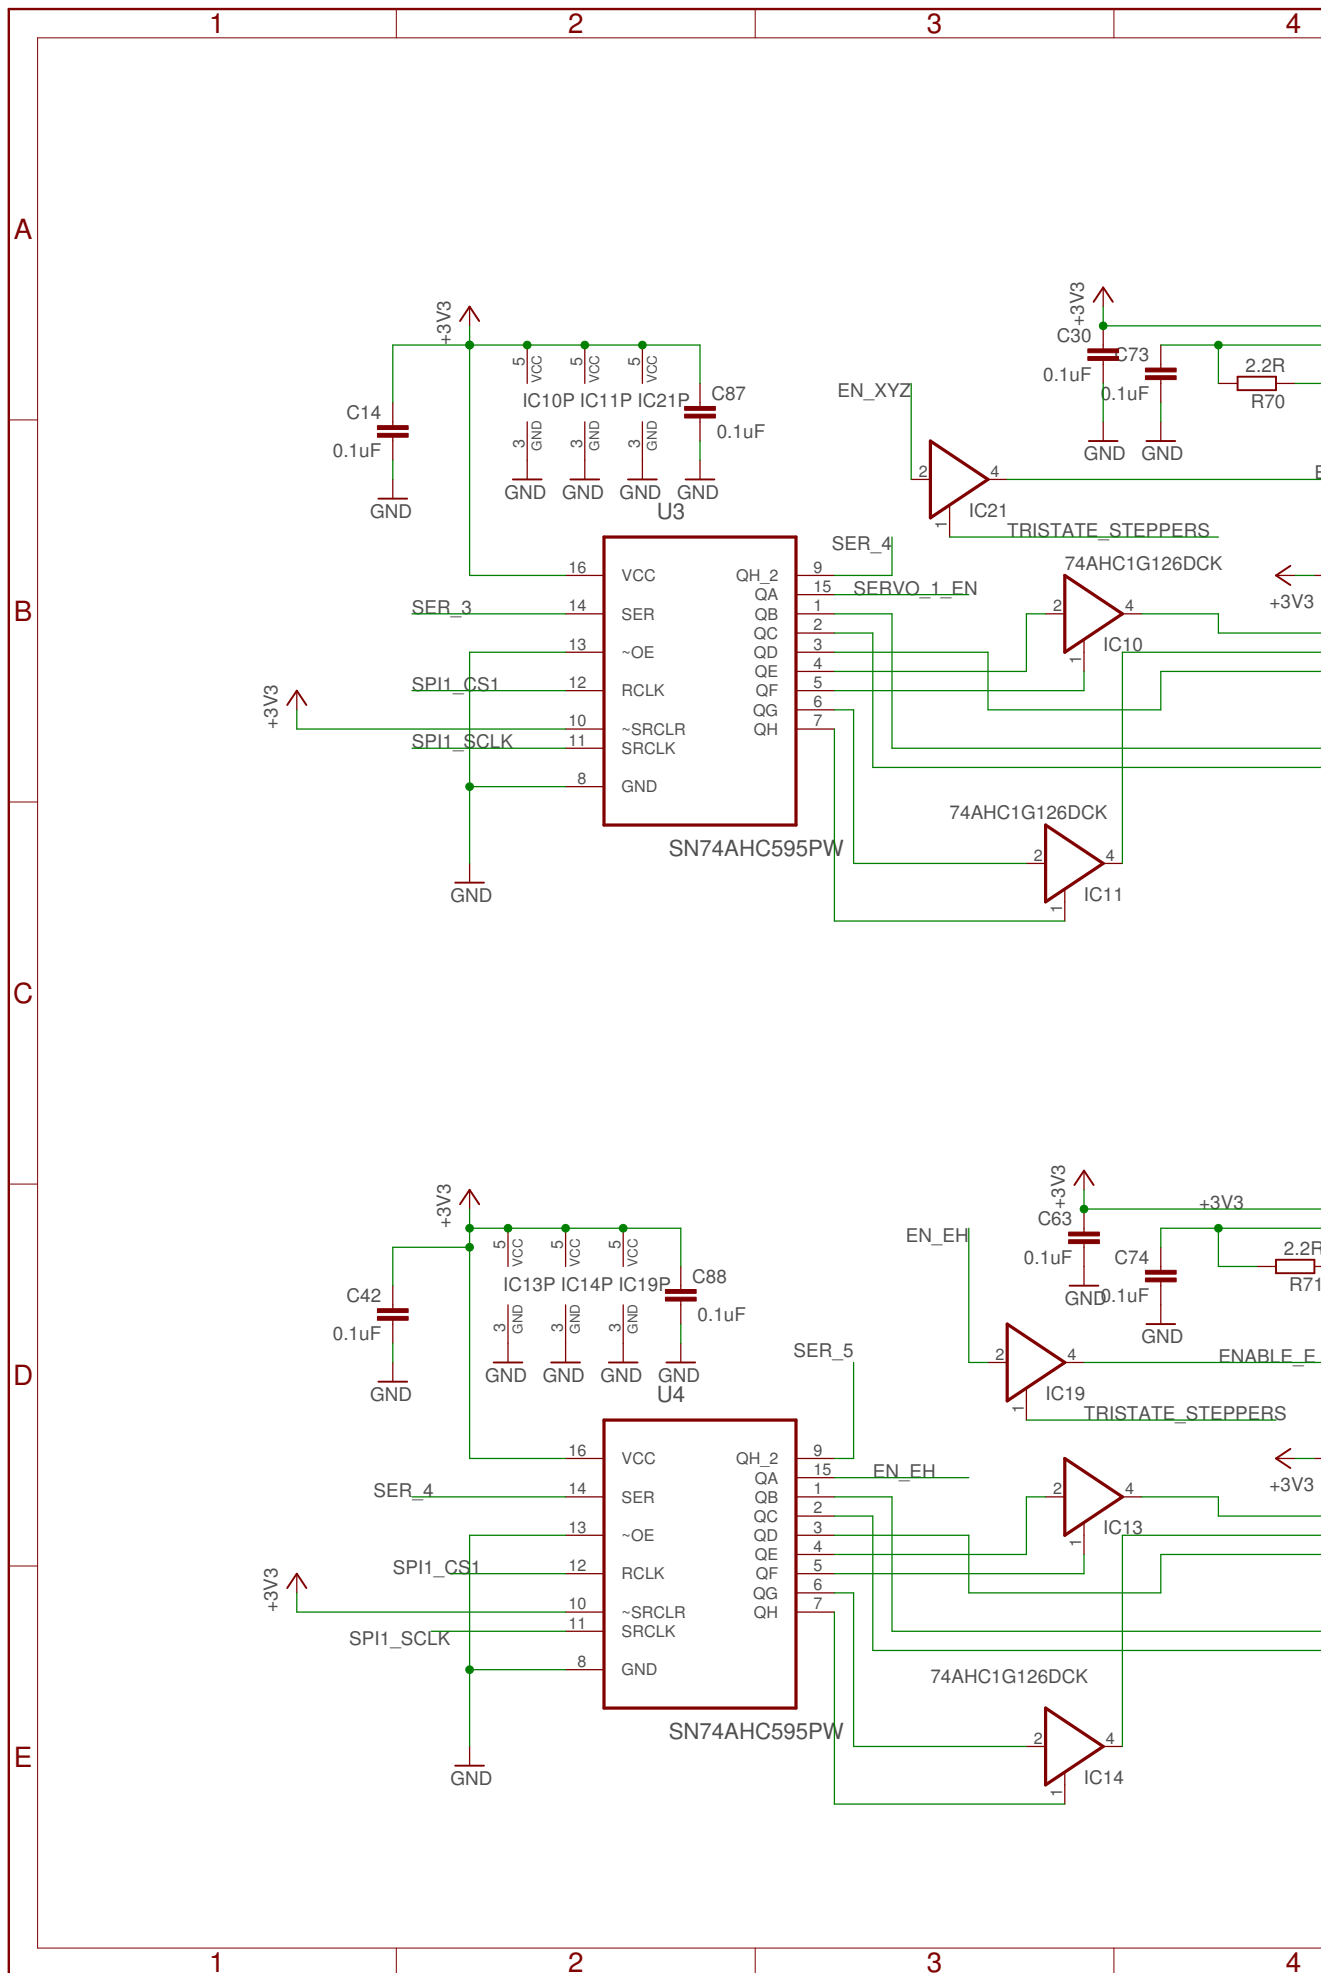 1 2 3 4
A
B
C
D
E
+3V3
C14
0.1uF
GND
5 VCC 5 VCC 5 VCC
IC10P IC11P IC21P
3 GND 3 GND 3 GND
C87
0.1uF
GND GND GND GND
U3
16 VCC
SER_3 14 SER
13 ~OE
SPI1_CS1 12 RCLK
+3V3
10 ~SRCLR
SPI1_SCLK 11 SRCLK
8 GND
GND
QH_2 9 SER_4
QA 15 SERVO_1_EN
QB 1
QC 2
QD 3
QE 4
QF 5
QG 6
QH 7
SN74AHC595PW
EN_XYZ
2 4
1
IC21
TRISTATE_STEPPERS
+3V3
C30
0.1uF
C73
0.1uF
GND GND
2.2R
R70
E
74AHC1G126DCK
2 4
1
IC10
+3V3
74AHC1G126DCK
2 4
1
IC11
+3V3
C42
0.1uF
GND
5 VCC 5 VCC 5 VCC
IC13P IC14P IC19P
3 GND 3 GND 3 GND
C88
0.1uF
GND GND GND GND
U4
16 VCC
SER_4 14 SER
13 ~OE
SPI1_CS1 12 RCLK
+3V3
10 ~SRCLR
SPI1_SCLK 11 SRCLK
8 GND
GND
QH_2 9 SER_5
QA 15 EN_EH
QB 1
QC 2
QD 3
QE 4
QF 5
QG 6
QH 7
SN74AHC595PW
EN_EH
2 4
1
IC19
ENABLE_E
TRISTATE_STEPPERS
+3V3
+3V3
C63
0.1uF
C74
0.1uF
GND
GND
2.2R
R71
2 4
1
IC13
+3V3
74AHC1G126DCK
2 4
1
IC14
1 2 3 4